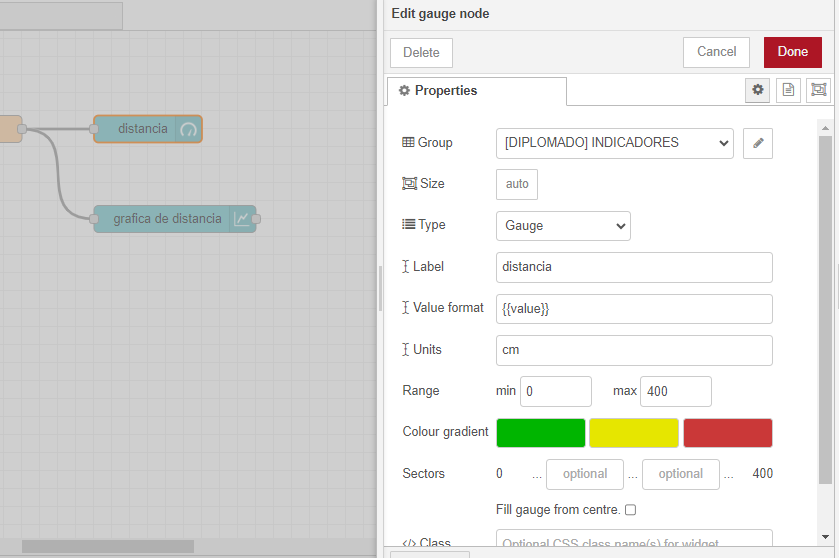 Edit gauge node
Delete
Cancel
Done
Properties
distancia
grafica de distancia
Group
[DIPLOMADO] INDICADORES
Size
auto
Type
Gauge
Label
distancia
Value format
{{value}}
Units
cm
Range
min 0
max 400
Colour gradient
Sectors
0 ... optional ... optional ... 400
Fill gauge from centre.
</> Class
Optional CSS class name(s) for widget